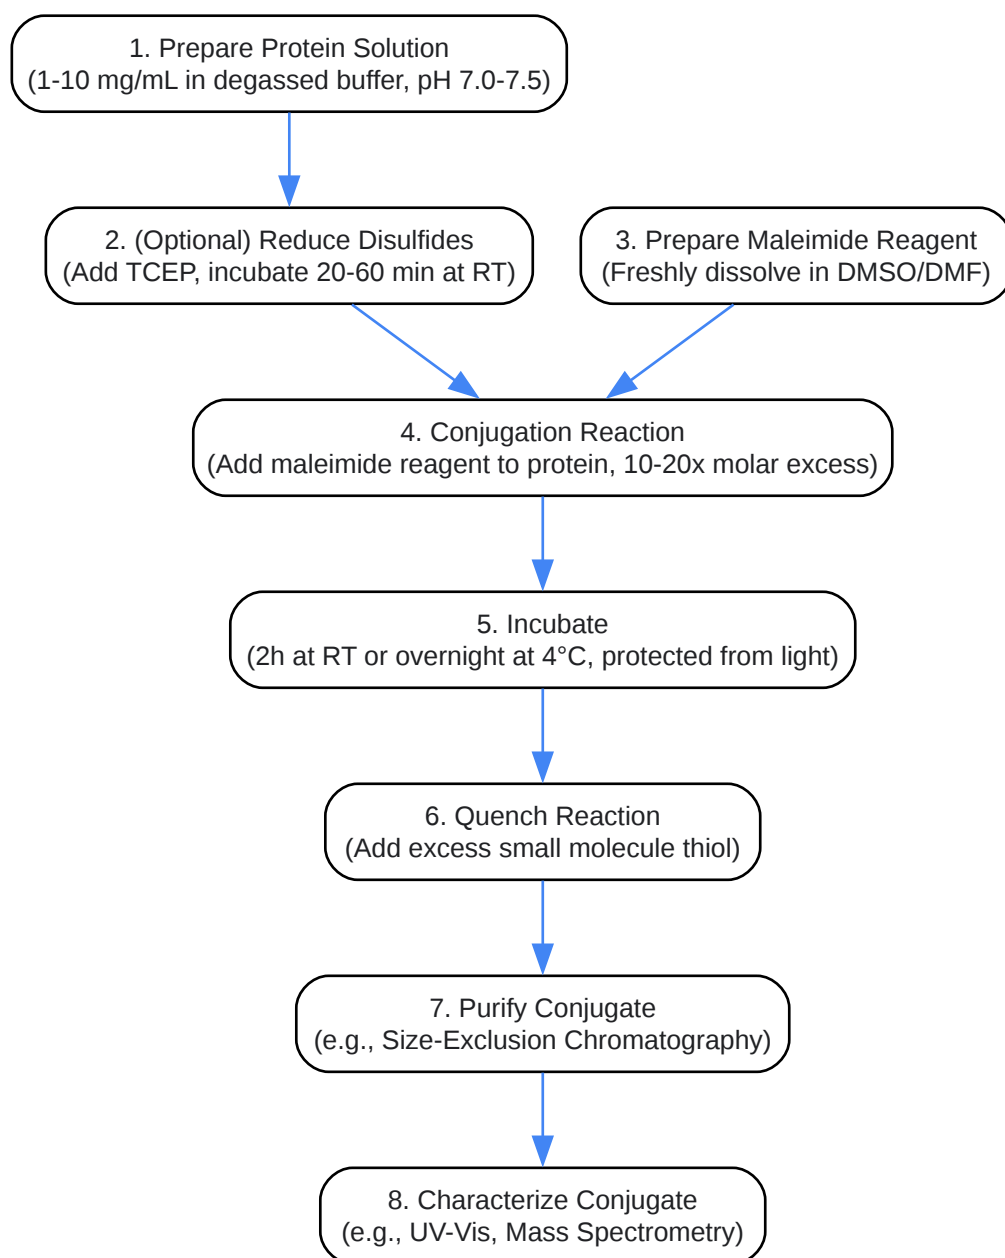 1. Prepare Protein Solution
(1-10 mg/mL in degassed buffer, pH 7.0-7.5)
2. (Optional) Reduce Disulfides
(Add TCEP, incubate 20-60 min at RT)
3. Prepare Maleimide Reagent
(Freshly dissolve in DMSO/DMF)
4. Conjugation Reaction
(Add maleimide reagent to protein, 10-20x molar excess)
5. Incubate
(2h at RT or overnight at 4°C, protected from light)
6. Quench Reaction
(Add excess small molecule thiol)
7. Purify Conjugate
(e.g., Size-Exclusion Chromatography)
8. Characterize Conjugate
(e.g., UV-Vis, Mass Spectrometry)